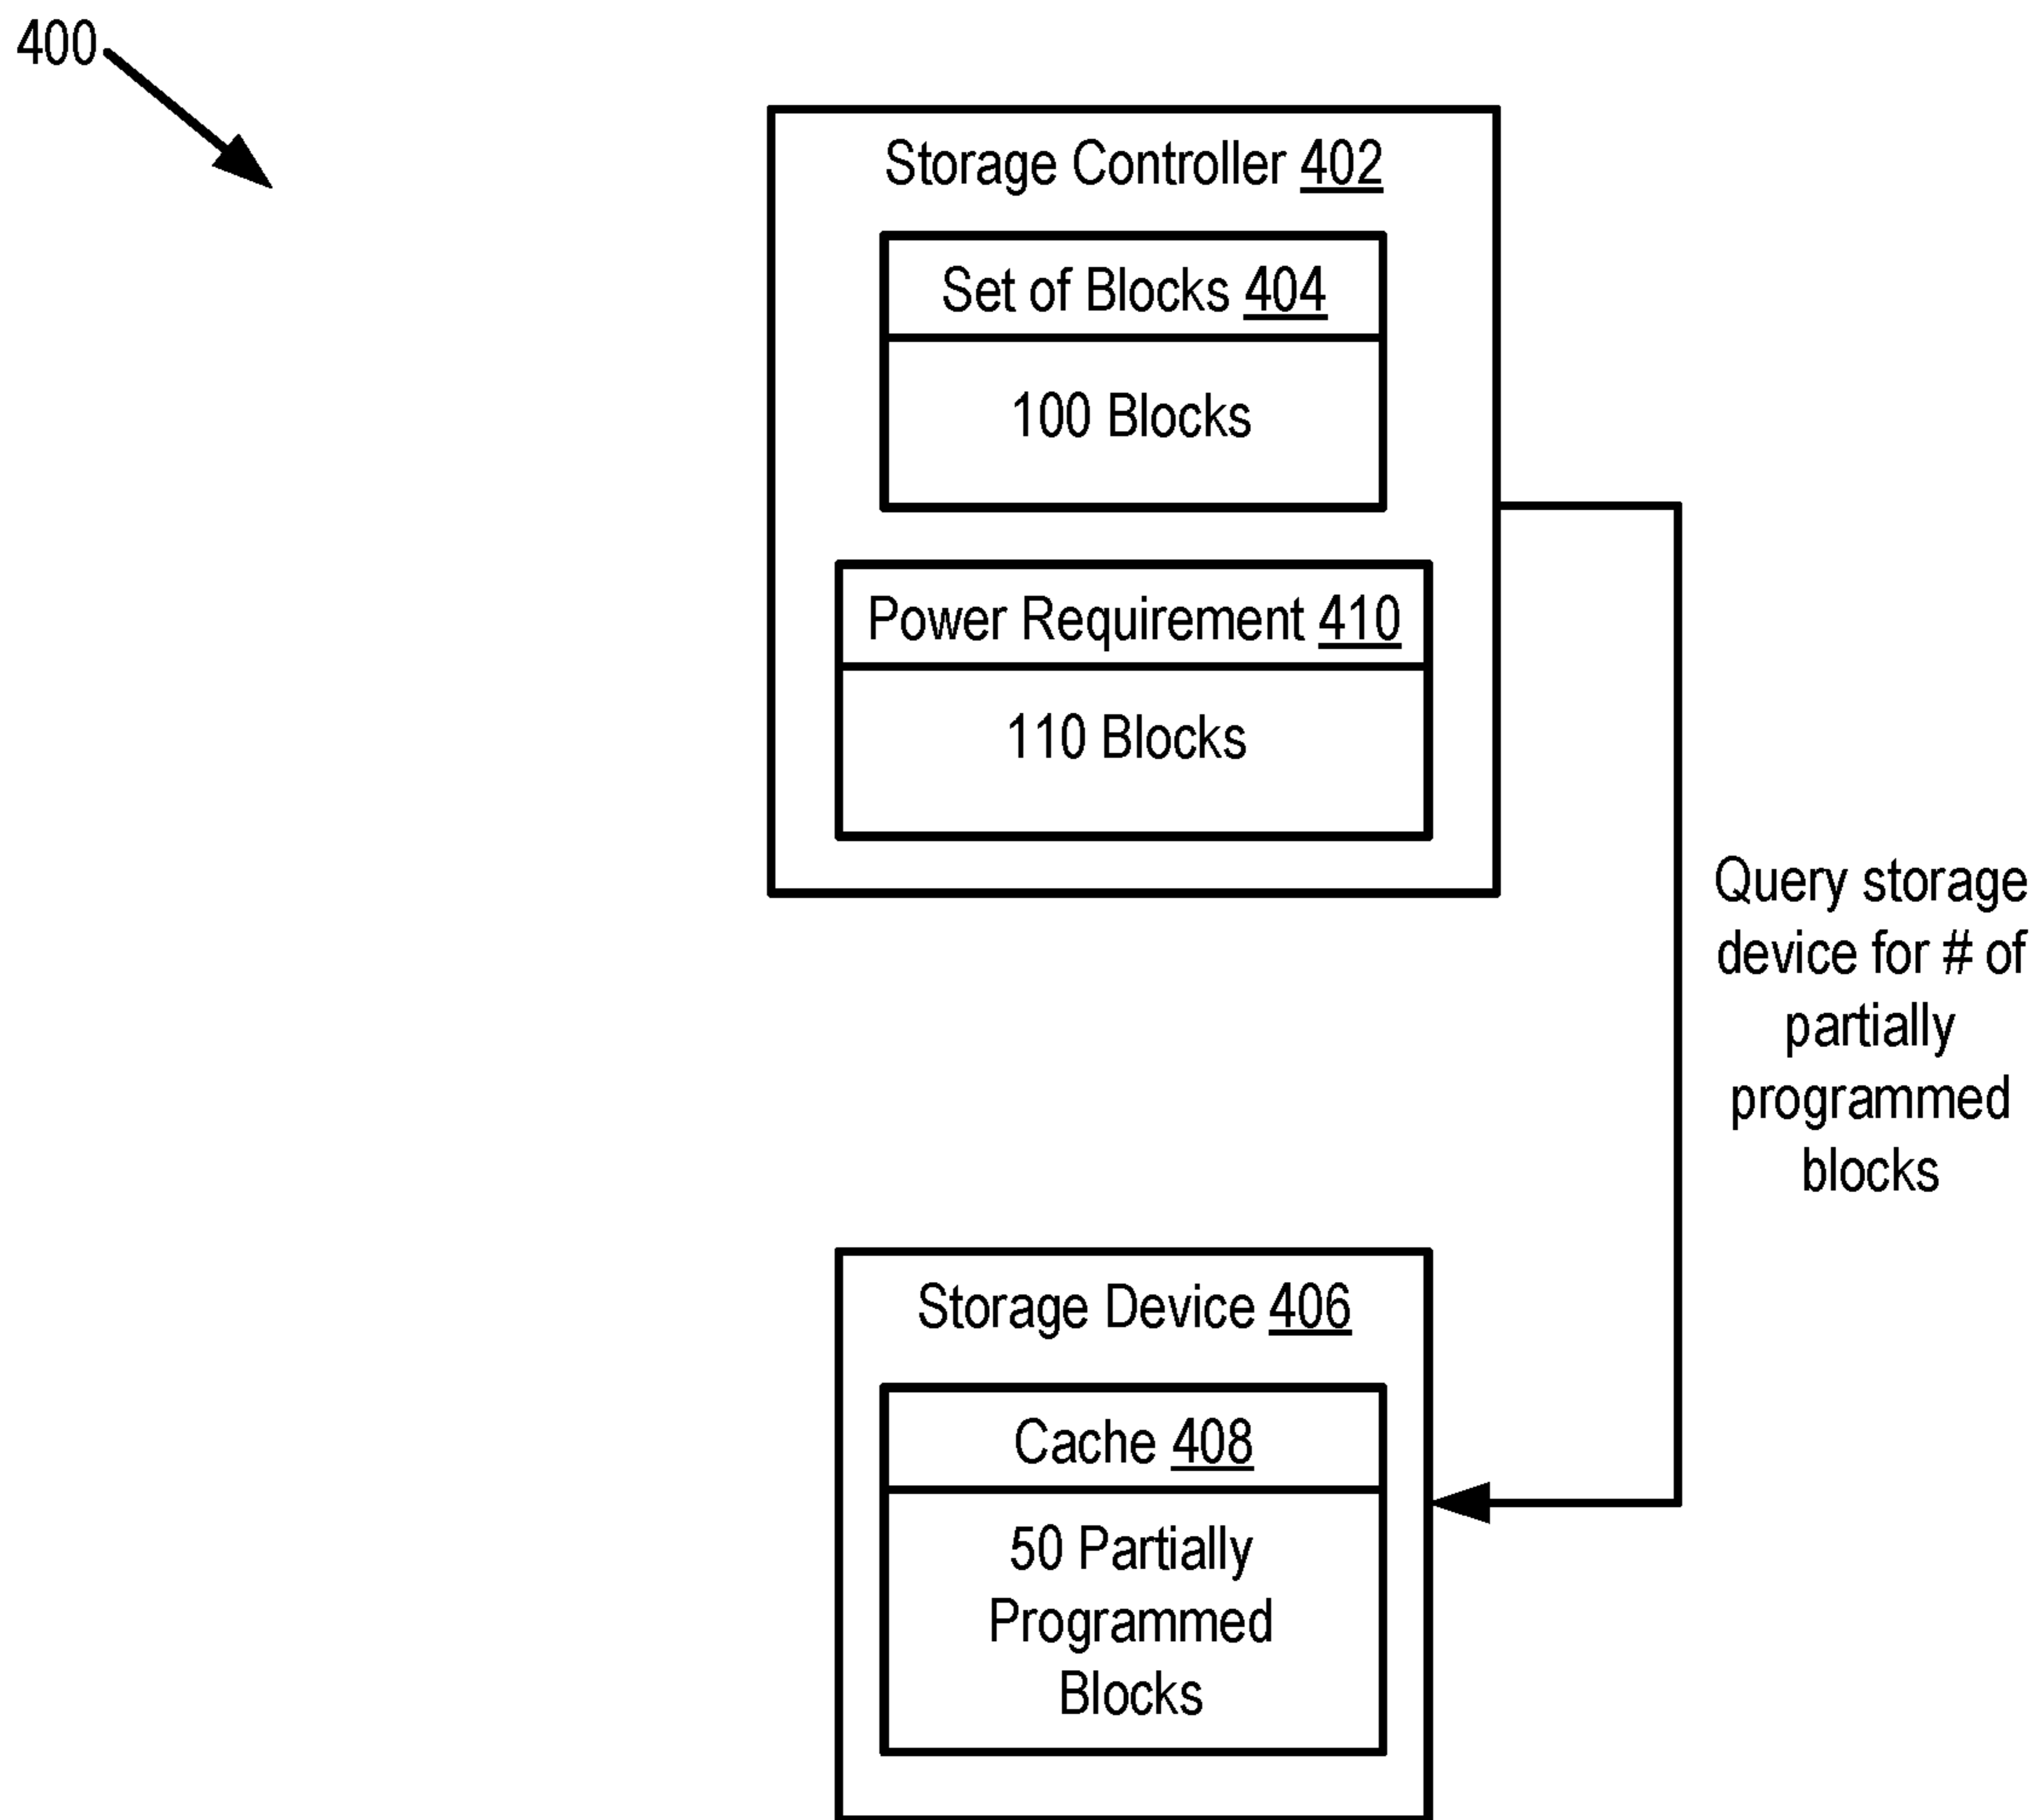 400
Storage Controller 402
Set of Blocks 404
100 Blocks
Power Requirement 410
110 Blocks
Query storage
device for # of
partially
programmed
blocks
Storage Device 406
Cache 408
50 Partially
Programmed
Blocks